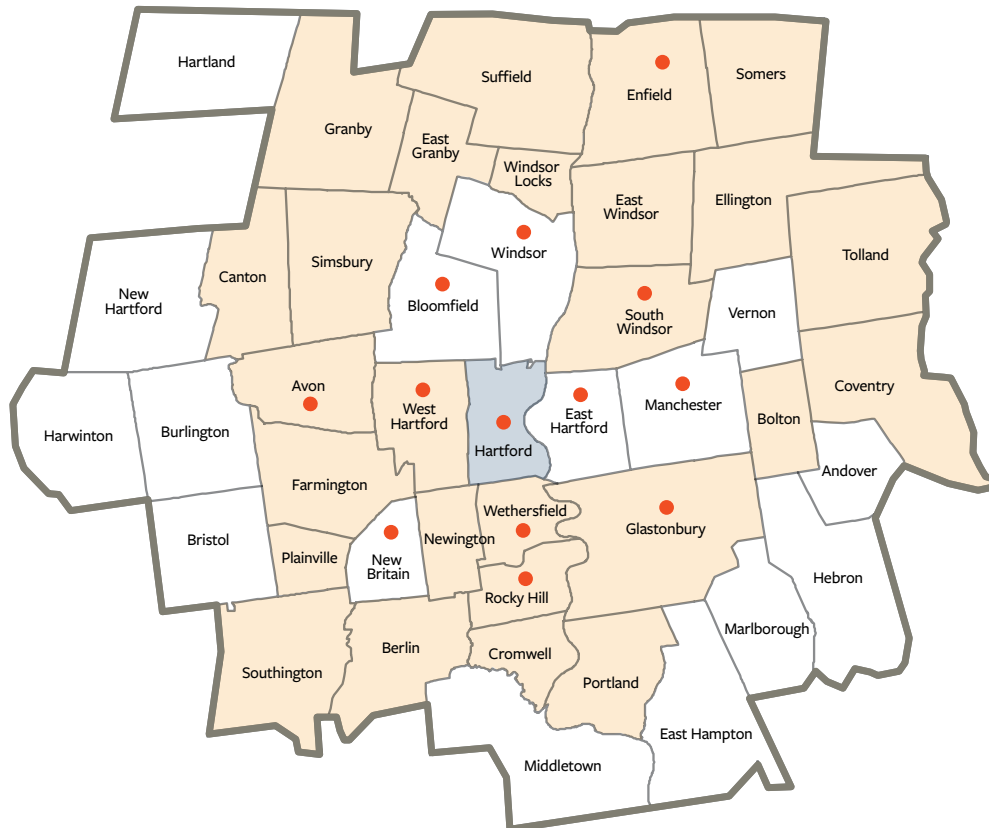 Hartland
Suffield
Enfield
Somers
Granby
East
Granby
Windsor
Locks
East
Windsor
Ellington
Tolland
Canton
Simsbury
Windsor
New
Hartford
Bloomfield
South
Windsor
Vernon
Avon
West
Hartford
Hartford
East
Hartford
Manchester
Bolton
Coventry
Harwinton
Burlington
Farmington
Andover
Bristol
Plainville
New
Britain
Newington
Wethersfield
Glastonbury
Rocky Hill
Hebron
Marlborough
Southington
Berlin
Cromwell
Portland
East Hampton
Middletown